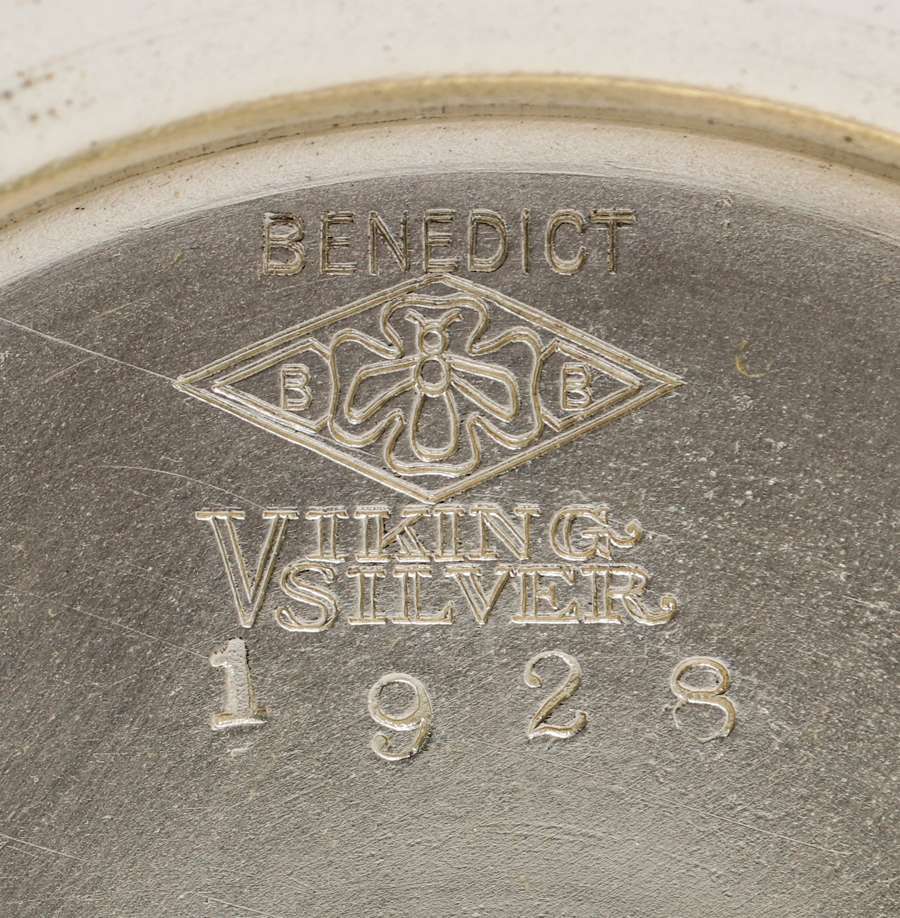 BENEDICT
B B
VIKING
SILVER
1928